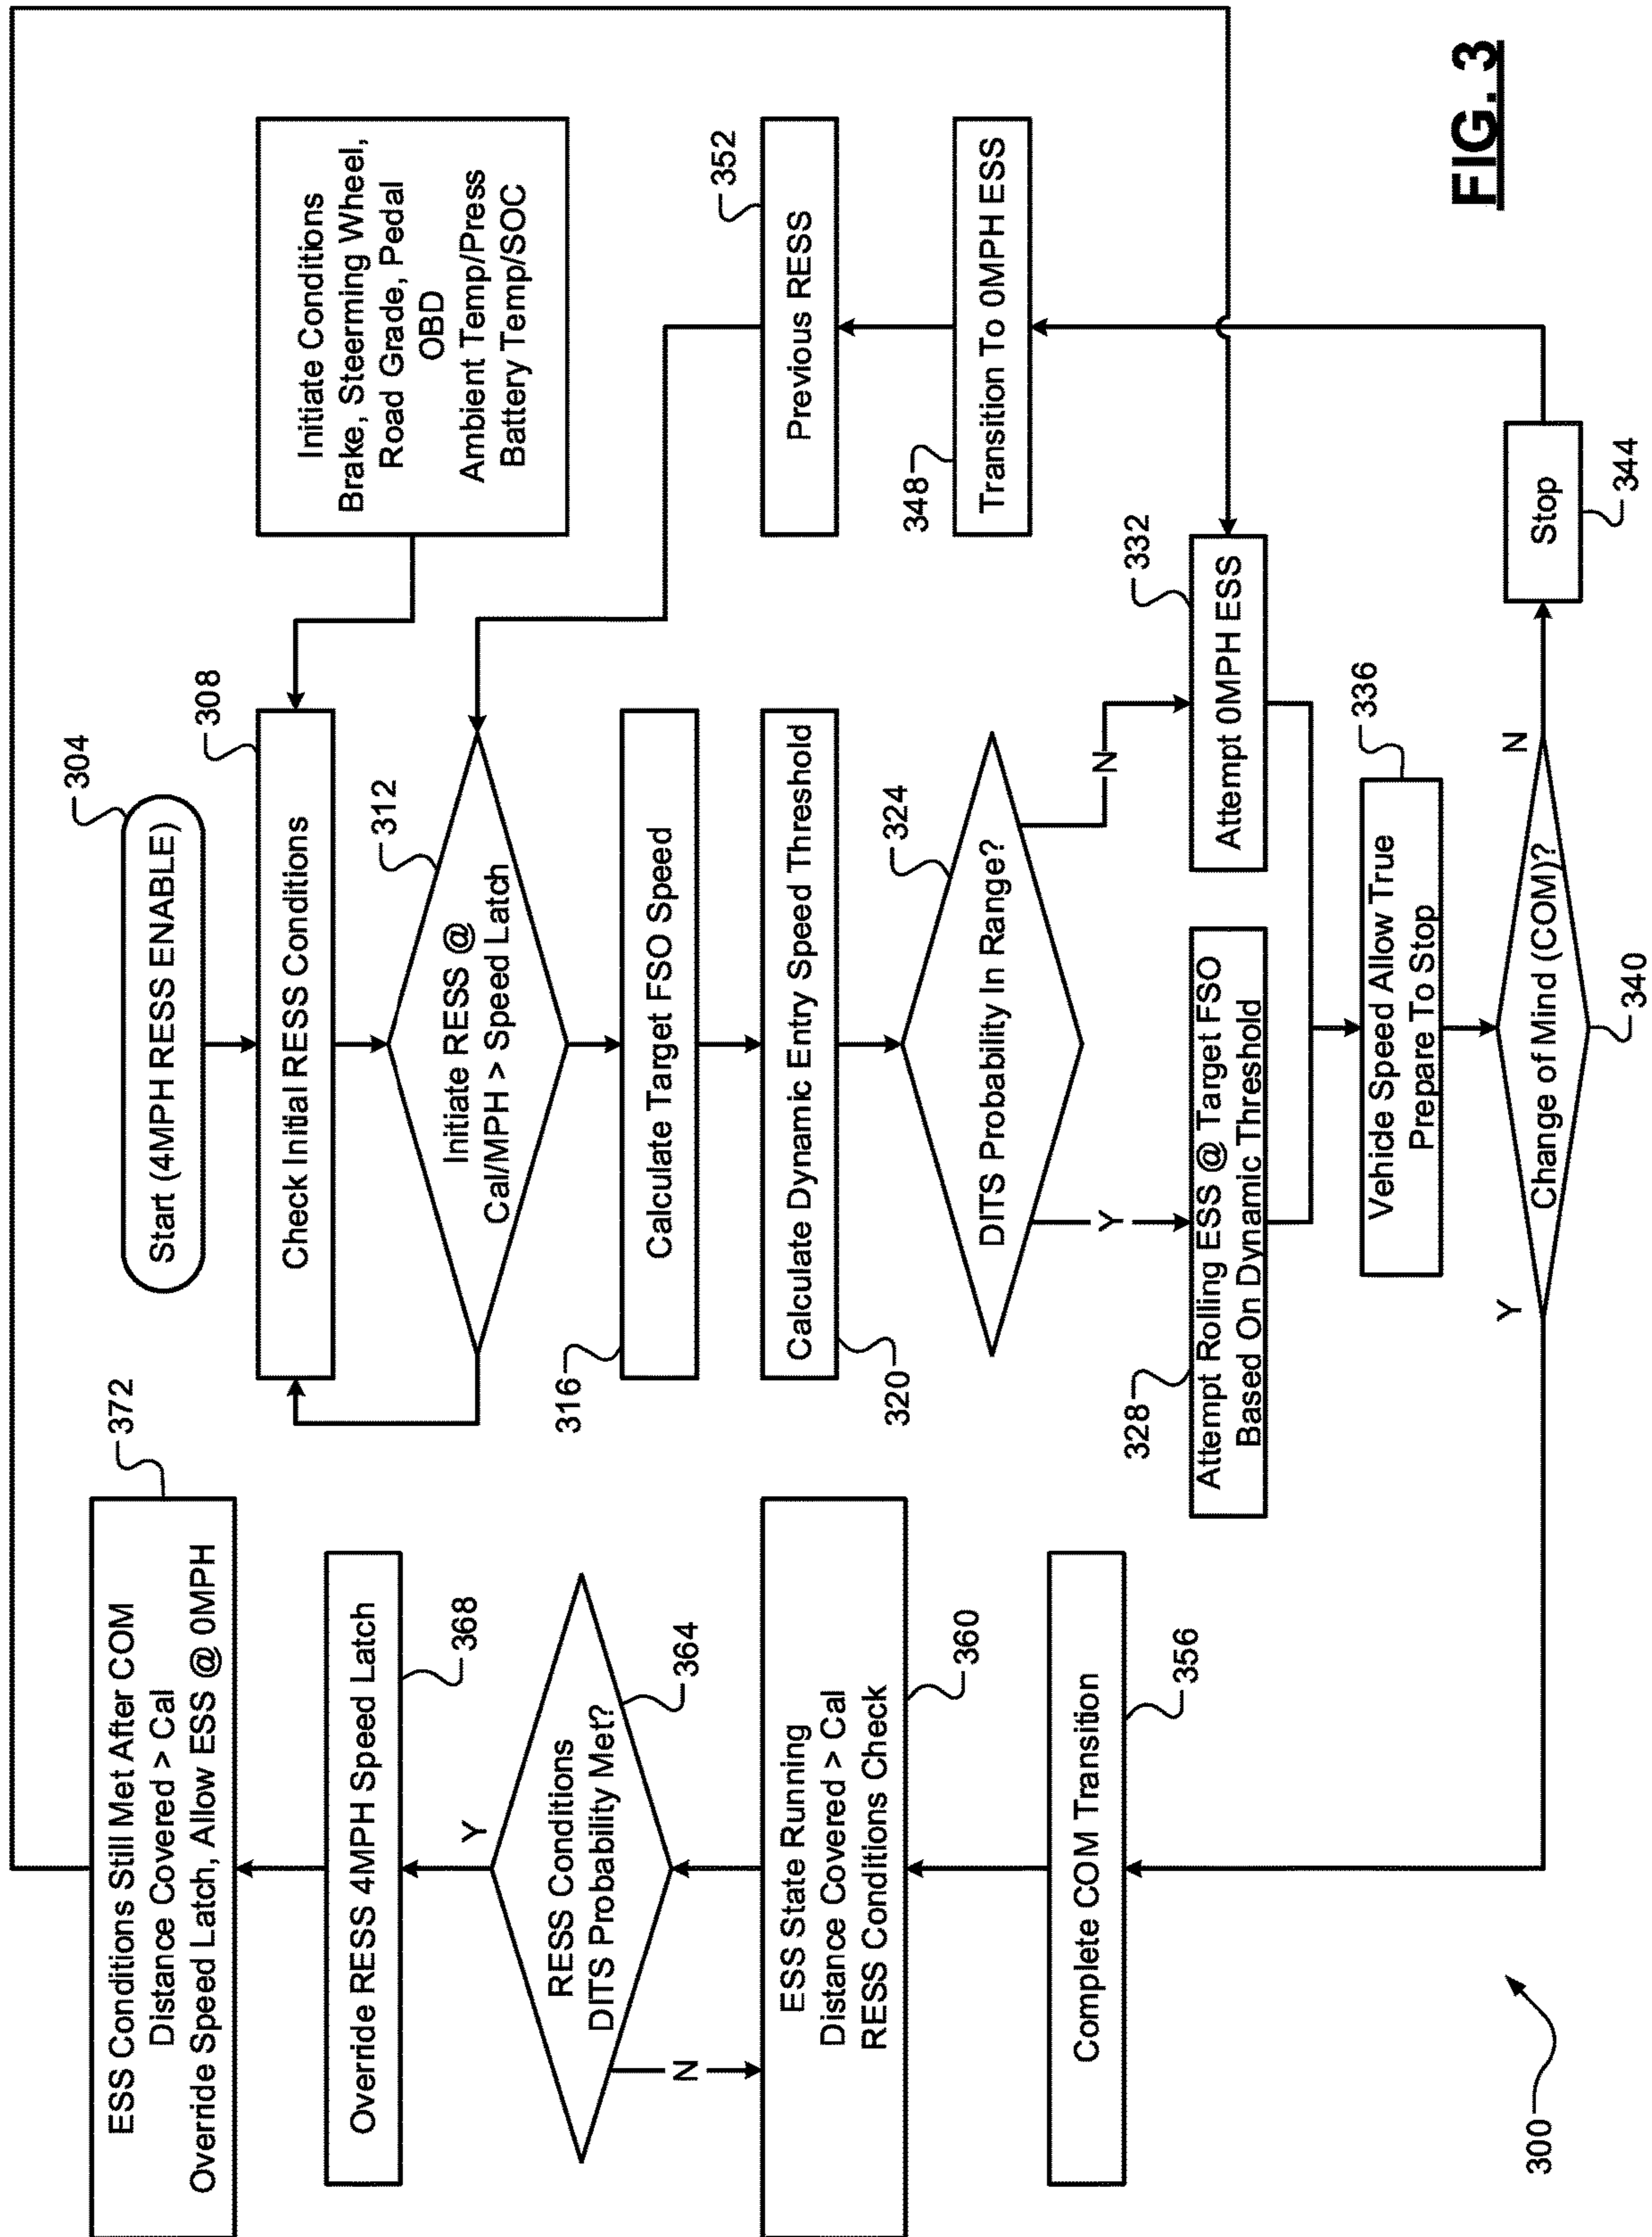 304
Start (4MPH RESS ENABLE)
308
Check Initial RESS Conditions
Initiate Conditions
Brake, Steerming Wheel,
Road Grade, Pedal
OBD
Ambient Temp/Press
Battery Temp/SOC
312
Initiate RESS @
Cal/MPH > Speed Latch
316
Calculate Target FSO Speed
320
Calculate Dynamic Entry Speed Threshold
324
DITS Probability In Range?
Y
N
328
Attempt Rolling ESS @ Target FSO
Based On Dynamic Threshold
332
Attempt 0MPH ESS
336
Vehicle Speed Allow True
Prepare To Stop
340
Change of Mind (COM)?
Y
N
344
Stop
348
Transition To 0MPH ESS
352
Previous RESS
356
Complete COM Transition
360
ESS State Running
Distance Covered > Cal
RESS Conditions Check
364
RESS Conditions
DITS Probability Met?
N
Y
368
Override RESS 4MPH Speed Latch
372
ESS Conditions Still Met After COM
Distance Covered > Cal
Override Speed Latch, Allow ESS @ 0MPH
300
FIG. 3